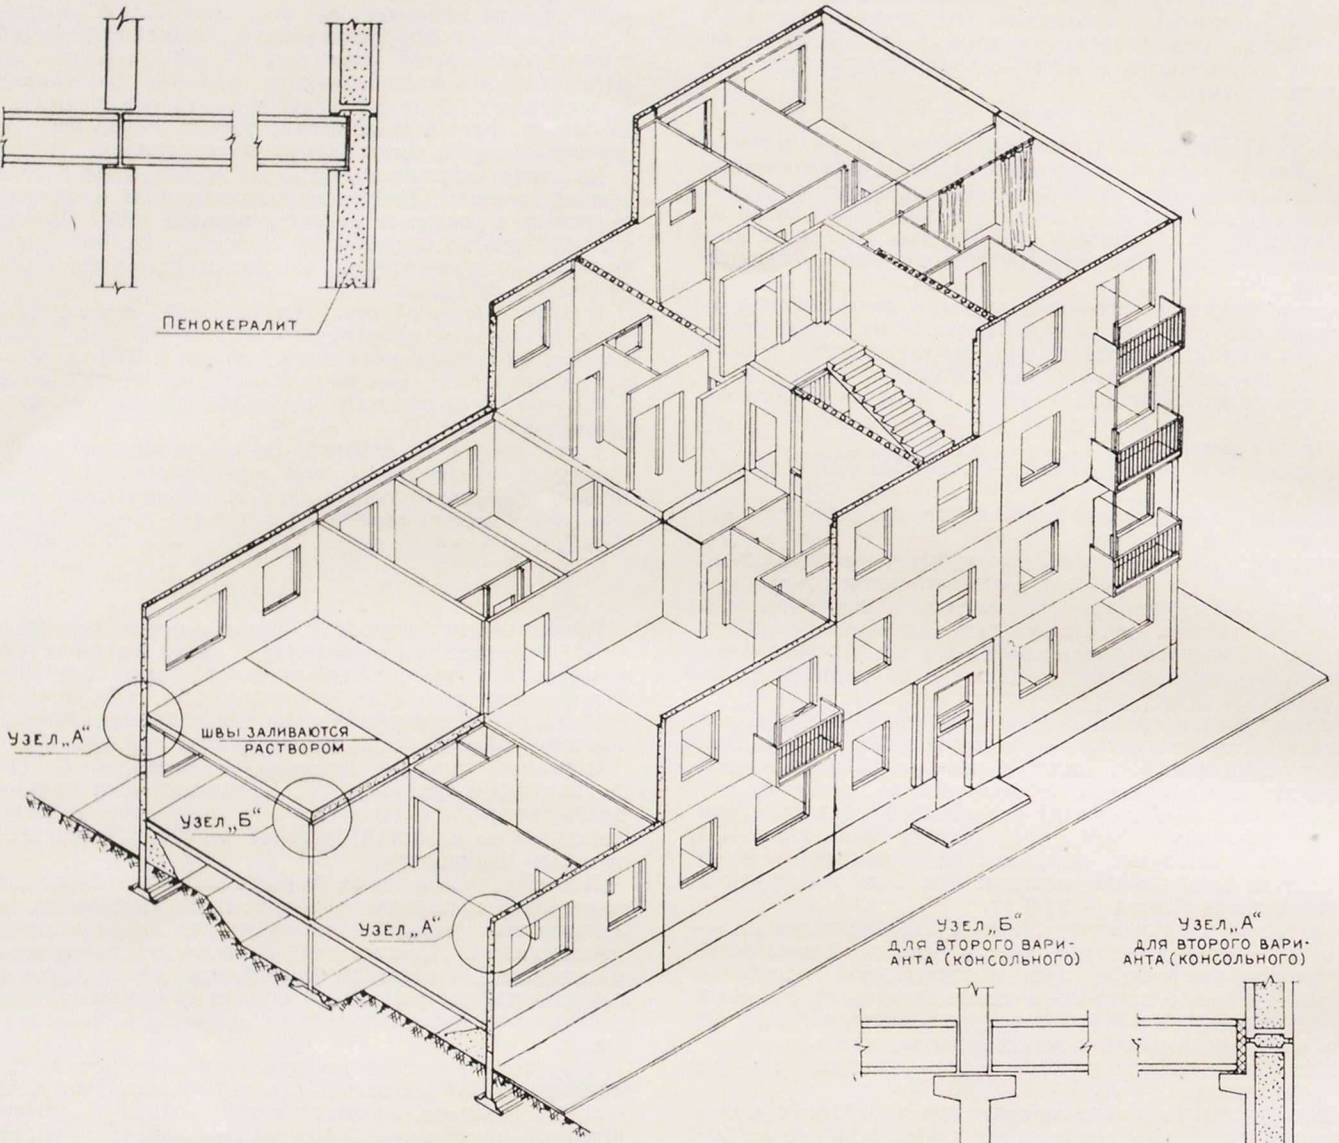 Пенокералит
Узел „А“
Швы заливаются
раствором
Узел „Б“
Узел „А“
Узел „Б“
для второго вари-
анта (консольного)
Узел „А“
для второго вари-
анта (консольного)